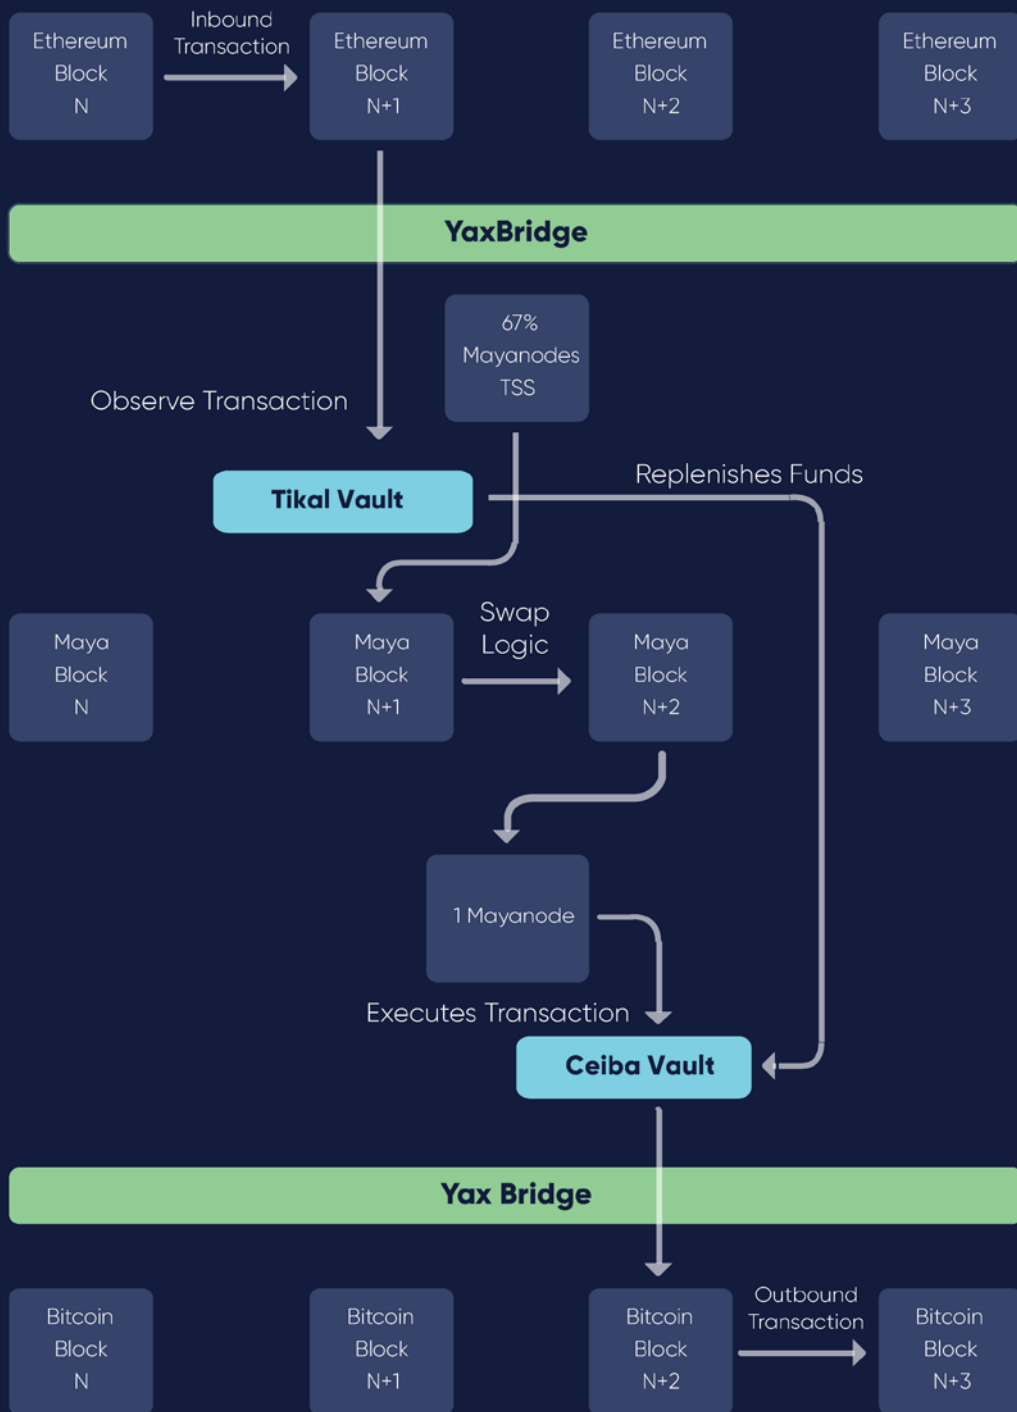 Inbound
Transaction
Ethereum
Block
N
Ethereum
Block
N+1
Ethereum
Block
N+2
Ethereum
Block
N+3
YaxBridge
67%
Mayanodes
TSS
Observe Transaction
Tikal Vault
Replenishes Funds
Maya
Block
N
Maya
Block
N+1
Swap
Logic
Maya
Block
N+2
Maya
Block
N+3
1 Mayanode
Executes Transaction
Ceiba Vault
Yax Bridge
Bitcoin
Block
N
Bitcoin
Block
N+1
Bitcoin
Block
N+2
Outbound
Transaction
Bitcoin
Block
N+3